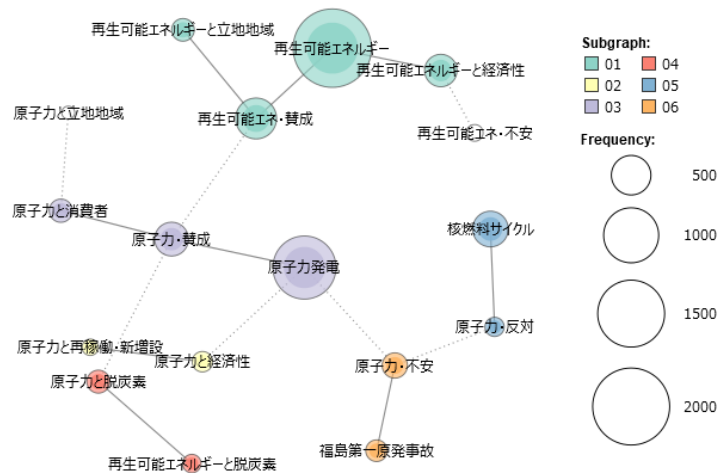 再生可能エネルギーと立地地域
再生可能エネルギー
再生可能エネルギーと経済性
再生可能エネ・賛成
再生可能エネ・不安
原子力と立地地域
原子力と消費者
原子力・賛成
原子力発電
核燃料サイクル
原子力・反対
原子力と再稼働・新増設
原子力と経済性
原子力・不安
原子力と脱炭素
福島第一原発事故
再生可能エネルギーと脱炭素
Subgraph:
01 04
02 05
03 06
Frequency:
500
1000
1500
2000